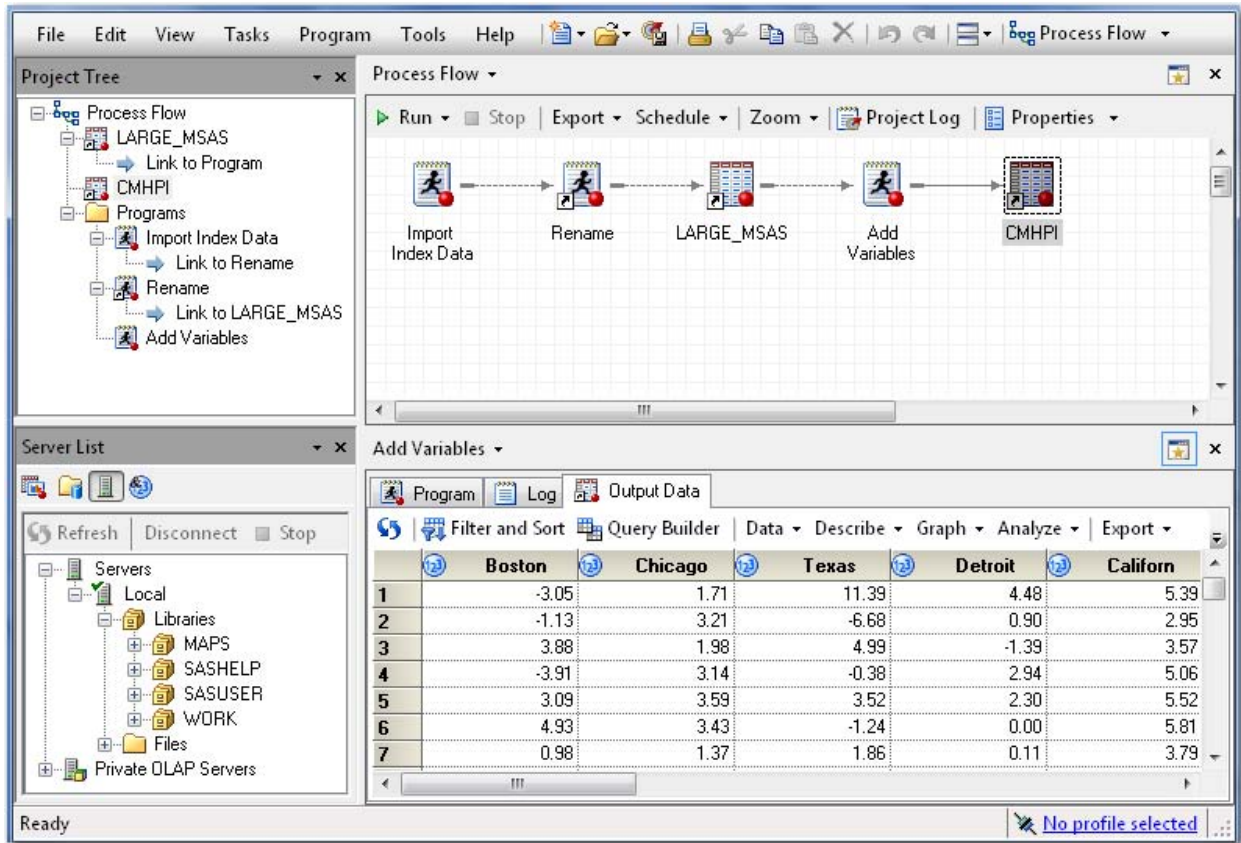 File Edit View Tasks Program Tools Help Process Flow
Project Tree
Process Flow
LARGE_MSAS
Link to Program
CMHPI
Programs
Import Index Data
Link to Rename
Rename
Link to LARGE_MSAS
Add Variables
Process Flow
Run Stop Export Schedule Zoom Project Log Properties
Import
Index Data
Rename
LARGE_MSAS
Add
Variables
CMHPI
Server List
Refresh Disconnect Stop
Servers
Local
Libraries
MAPS
SASHELP
SASUSER
WORK
Files
Private OLAP Servers
Add Variables
Program Log Output Data
Filter and Sort Query Builder Data Describe Graph Analyze Export
123 Boston 123 Chicago 123 Texas 123 Detroit 123 Californ
1 -3.05 1.71 11.39 4.48 5.39
2 -1.13 3.21 -6.68 0.90 2.95
3 3.88 1.98 4.99 -1.39 3.57
4 -3.91 3.14 -0.38 2.94 5.06
5 3.09 3.59 3.52 2.30 5.52
6 4.93 3.43 -1.24 0.00 5.81
7 0.98 1.37 1.86 0.11 3.79
Ready
No profile selected